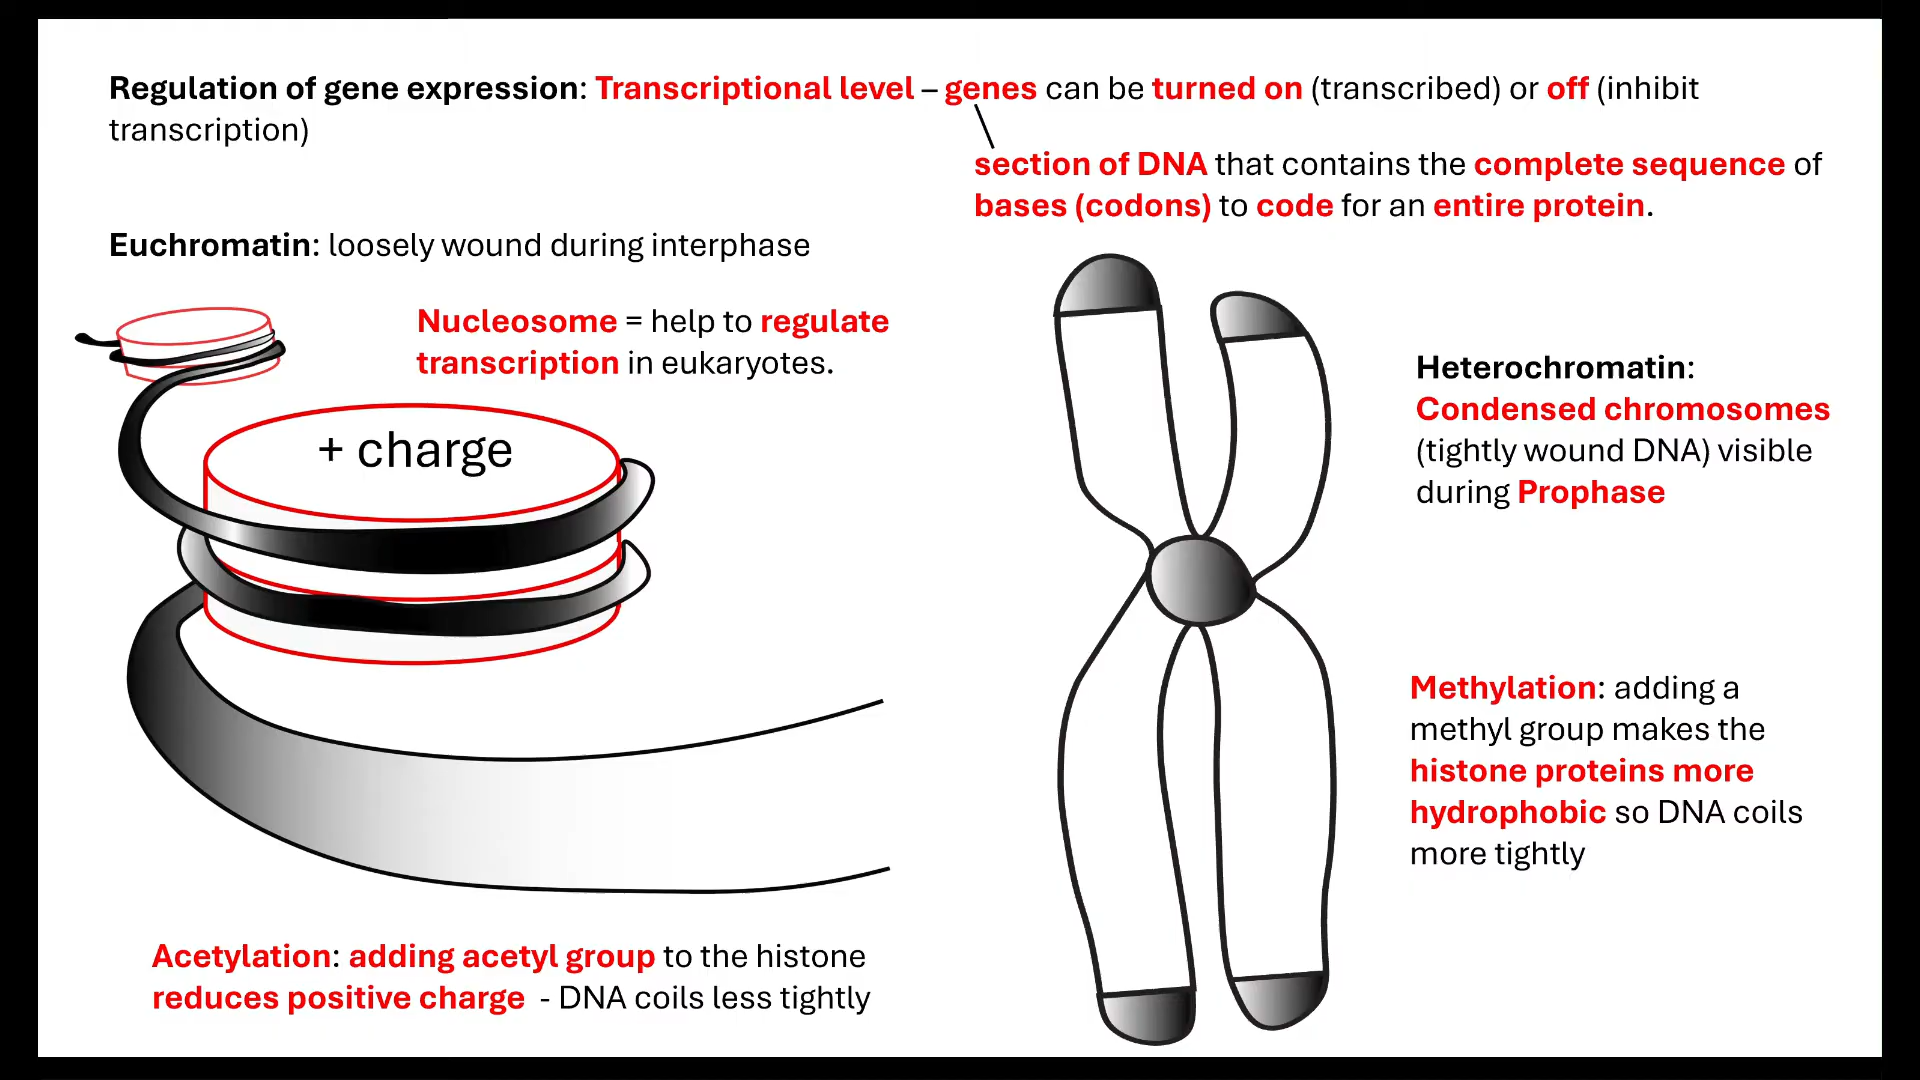 Regulation of gene expression: Transcriptional level – genes can be turned on (transcribed) or off (inhibit
transcription)
section of DNA that contains the complete sequence of
bases (codons) to code for an entire protein.
Euchromatin: loosely wound during interphase
Nucleosome = help to regulate
transcription in eukaryotes.
+ charge
Heterochromatin:
Condensed chromosomes
(tightly wound DNA) visible
during Prophase
Methylation: adding a
methyl group makes the
histone proteins more
hydrophobic so DNA coils
more tightly
Acetylation: adding acetyl group to the histone
reduces positive charge - DNA coils less tightly